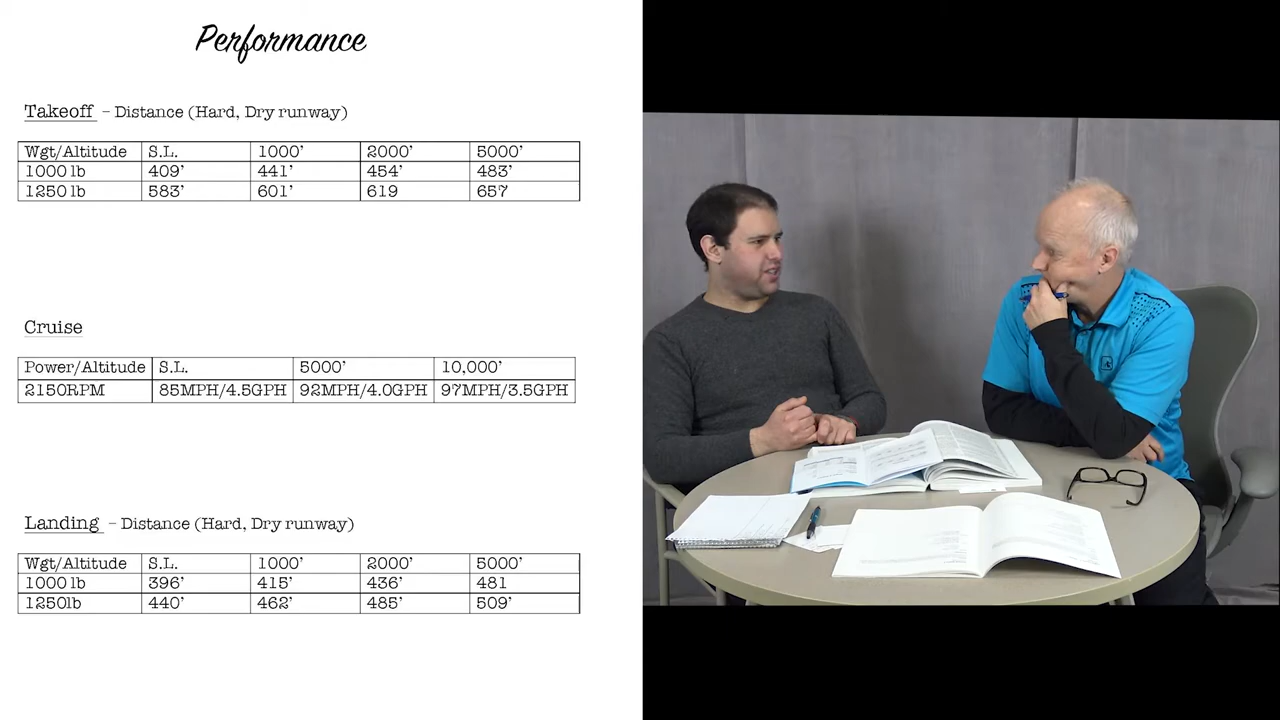 Performance
Takeoff - Distance (Hard, Dry runway)
Wgt/Altitude S.L. 1000' 2000' 5000'
1000 lb 409' 441' 454' 483'
1250 lb 583' 601' 619 657
Cruise
Power/Altitude S.L. 5000' 10,000'
2150RPM 85MPH/4.5GPH 92MPH/4.0GPH 97MPH/3.5GPH
Landing - Distance (Hard, Dry runway)
Wgt/Altitude S.L. 1000' 2000' 5000'
1000 lb 396' 415' 436' 481
1250lb 440' 462' 485' 509'